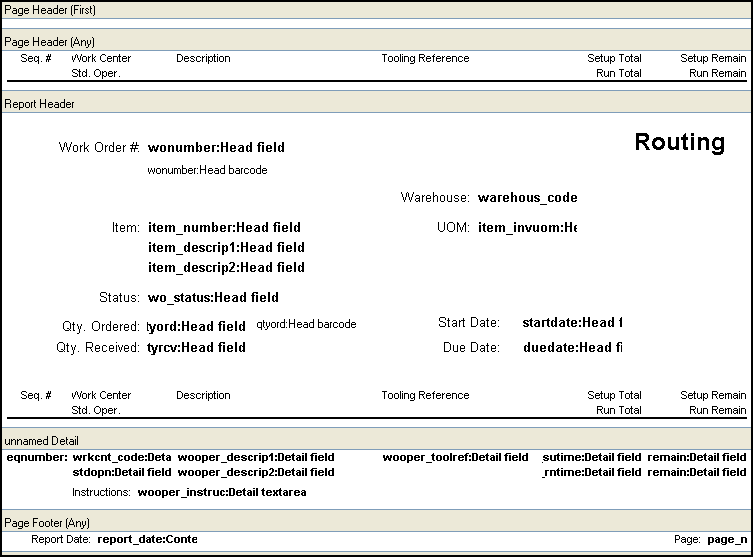 Page Header (First)
Page Header (Any)
Seq. # Work Center Description Tooling Reference Setup Total Setup Remain
Std. Oper. Run Total Run Remain
Report Header
Routing
Work Order #: wonumber:Head field
wonumber:Head barcode
Warehouse: warehous_code
Item: item_number:Head field UOM: item_invuom:He
item_descrip1:Head field
item_descrip2:Head field
Status: wo_status:Head field
Qty. Ordered: yord:Head field qtyord:Head barcode Start Date: startdate:Head f
Qty. Received: tyrcv:Head field Due Date: duedate:Head fi
Seq. # Work Center Description Tooling Reference Setup Total Setup Remain
Std. Oper. Run Total Run Remain
unnamed Detail
eqnumber: wrkcnt_code:Deta wooper_descrip1:Detail field wooper_toolref:Detail field _sutime:Detail field remain:Detail field
stdopn:Detail field wooper_descrip2:Detail field _rntime:Detail field remain:Detail field
Instructions: wooper_instruc:Detail textarea
Page Footer (Any)
Report Date: report_date:Conte Page: page_n